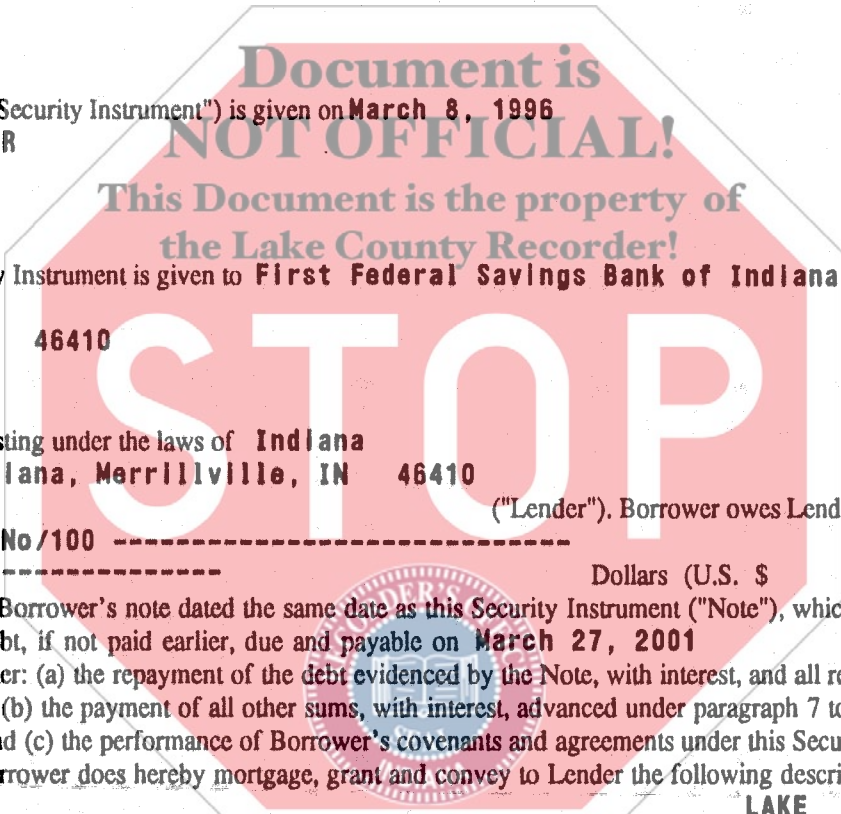 Document is
Security Instrument") is given on March 8, 1996
R
NOT OFFICIAL!
This Document is the property of
the Lake County Recorder!
Instrument is given to First Federal Savings Bank of Indiana
46410
STOP
sting under the laws of Indiana
iana, Merrillville, IN 46410
("Lender"). Borrower owes Lend
No/100 ------------------------------
---------------
Dollars (U.S. $
Borrower's note dated the same date as this Security Instrument ("Note"), whic
bt, if not paid earlier, due and payable on March 27, 2001
er: (a) the repayment of the debt evidenced by the Note, with interest, and all re
(b) the payment of all other sums, with interest, advanced under paragraph 7 to
d (c) the performance of Borrower's covenants and agreements under this Secu
rrower does hereby mortgage, grant and convey to Lender the following descri
LAKE